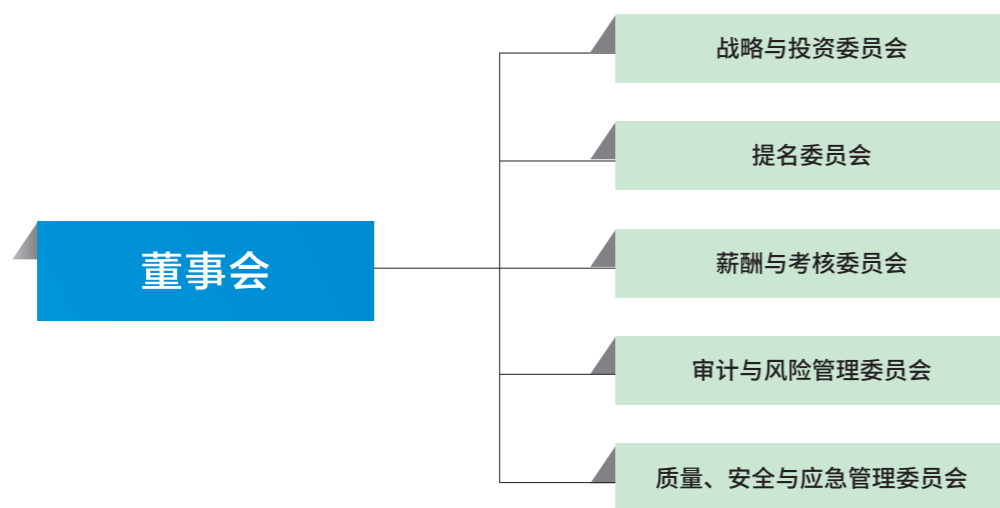 战略与投资委员会
提名委员会
董事会
薪酬与考核委员会
审计与风险管理委员会
质量、安全与应急管理委员会